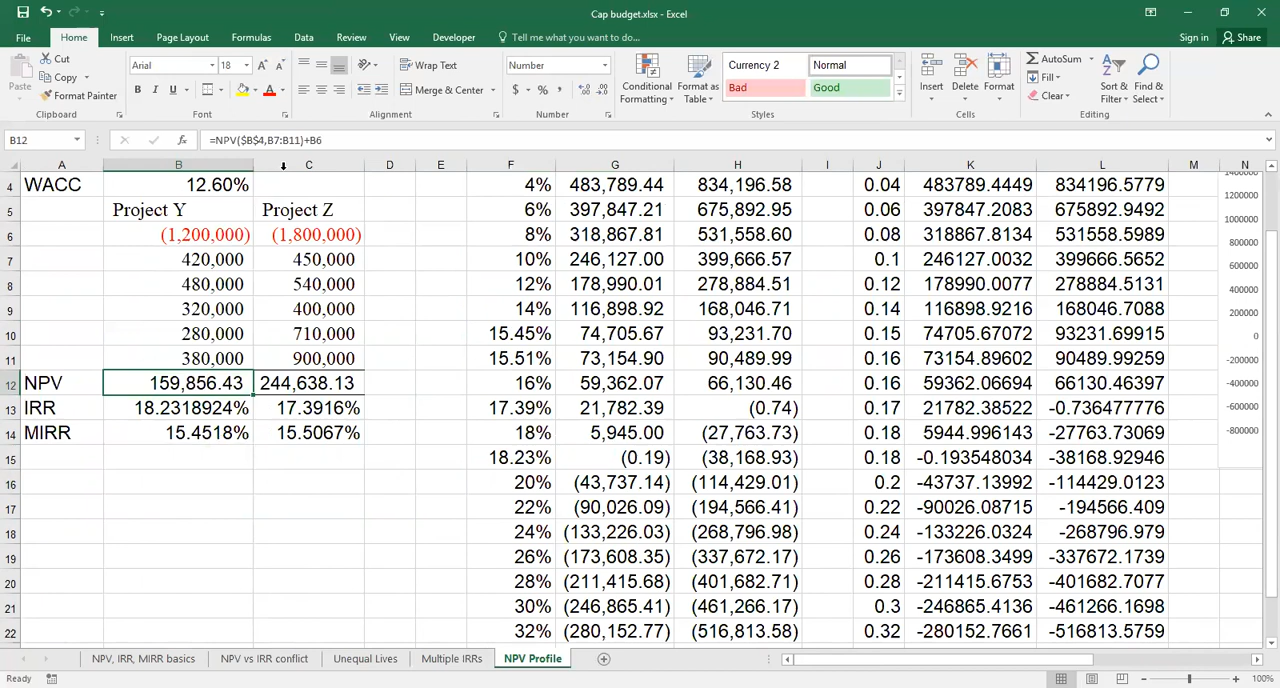 Cap budget.xlsx - Excel
File Home Insert Page Layout Formulas Data Review View Developer Tell me what you want to do... Sign in Share
Paste Cut Arial 18 Wrap Text Number Conditional Formatting Format as Table Currency 2 Normal Insert Delete Format AutoSum Sort & Filter Find & Select
Copy Fill
Format Painter B I U A Merge & Center $ % Bad Good Clear
Clipboard Font Alignment Number Styles Cells Editing
B12 fx =NPV($B$4,B7:B11)+B6
A B C D E F G H I J K L M N
4 WACC 12.60% 4% 483,789.44 834,196.58 0.04 483789.4449 834196.5779
5 Project Y Project Z 6% 397,847.21 675,892.95 0.06 397847.2083 675892.9492
6 (1,200,000) (1,800,000) 8% 318,867.81 531,558.60 0.08 318867.8134 531558.5989
7 420,000 450,000 10% 246,127.00 399,666.57 0.1 246127.0032 399666.5652
8 480,000 540,000 12% 178,990.01 278,884.51 0.12 178990.0077 278884.5131
9 320,000 400,000 14% 116,898.92 168,046.71 0.14 116898.9216 168046.7088
10 280,000 710,000 15.45% 74,705.67 93,231.70 0.15 74705.67072 93231.69915
11 380,000 900,000 15.51% 73,154.90 90,489.99 0.16 73154.89602 90489.99259
12 NPV 159,856.43 244,638.13 16% 59,362.07 66,130.46 0.16 59362.06694 66130.46397
13 IRR 18.2318924% 17.3916% 17.39% 21,782.39 (0.74) 0.17 21782.38522 -0.736477776
14 MIRR 15.4518% 15.5067% 18% 5,945.00 (27,763.73) 0.18 5944.996143 -27763.73069
15 18.23% (0.19) (38,168.93) 0.18 -0.193548034 -38168.92946
16 20% (43,737.14) (114,429.01) 0.2 -43737.13992 -114429.0123
17 22% (90,026.09) (194,566.41) 0.22 -90026.08715 -194566.409
18 24% (133,226.03) (268,796.98) 0.24 -133226.0324 -268796.979
19 26% (173,608.35) (337,672.17) 0.26 -173608.3499 -337672.1739
20 28% (211,415.68) (401,682.71) 0.28 -211415.6753 -401682.7077
21 30% (246,865.41) (461,266.17) 0.3 -246865.4136 -461266.1698
22 32% (280,152.77) (516,813.58) 0.32 -280152.7661 -516813.5759
1400000
1200000
1000000
800000
600000
400000
200000
0
-200000
-400000
-600000
-800000
NPV, IRR, MIRR basics NPV vs IRR conflict Unequal Lives Multiple IRRs NPV Profile
Ready 100%